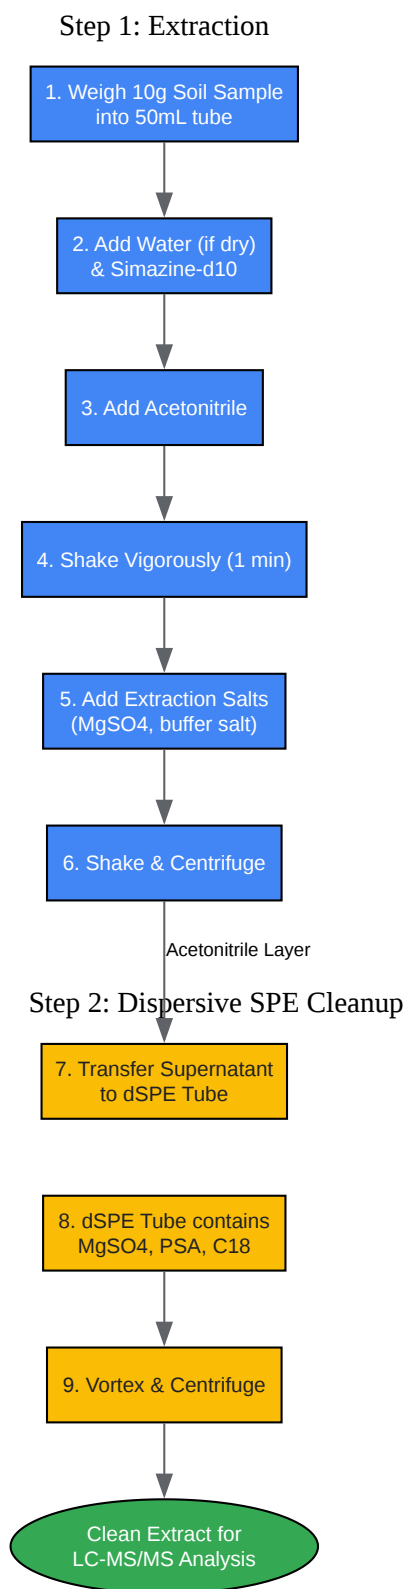 Step 1: Extraction
1. Weigh 10g Soil Sample
into 50mL tube
2. Add Water (if dry)
& Simazine-d10
3. Add Acetonitrile
4. Shake Vigorously (1 min)
5. Add Extraction Salts
(MgSO4, buffer salt)
6. Shake & Centrifuge
Acetonitrile Layer
Step 2: Dispersive SPE Cleanup
7. Transfer Supernatant
to dSPE Tube
8. dSPE Tube contains
MgSO4, PSA, C18
9. Vortex & Centrifuge
Clean Extract for
LC-MS/MS Analysis